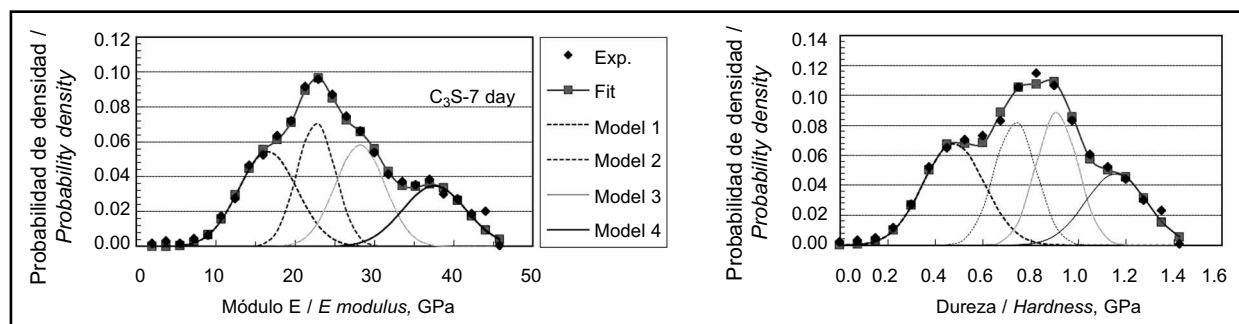 Probabilidad de densidad /
Probability density
0.12
0.10
0.08
0.06
0.04
0.02
0.00
C₃S-7 day
0 10 20 30 40 50
Módulo E / E modulus, GPa
Exp.
Fit
Model 1
Model 2
Model 3
Model 4
Probabilidad de densidad /
Probability density
0.14
0.12
0.10
0.08
0.06
0.04
0.02
0.00
0.0 0.2 0.4 0.6 0.8 1.0 1.2 1.4 1.6
Dureza / Hardness, GPa